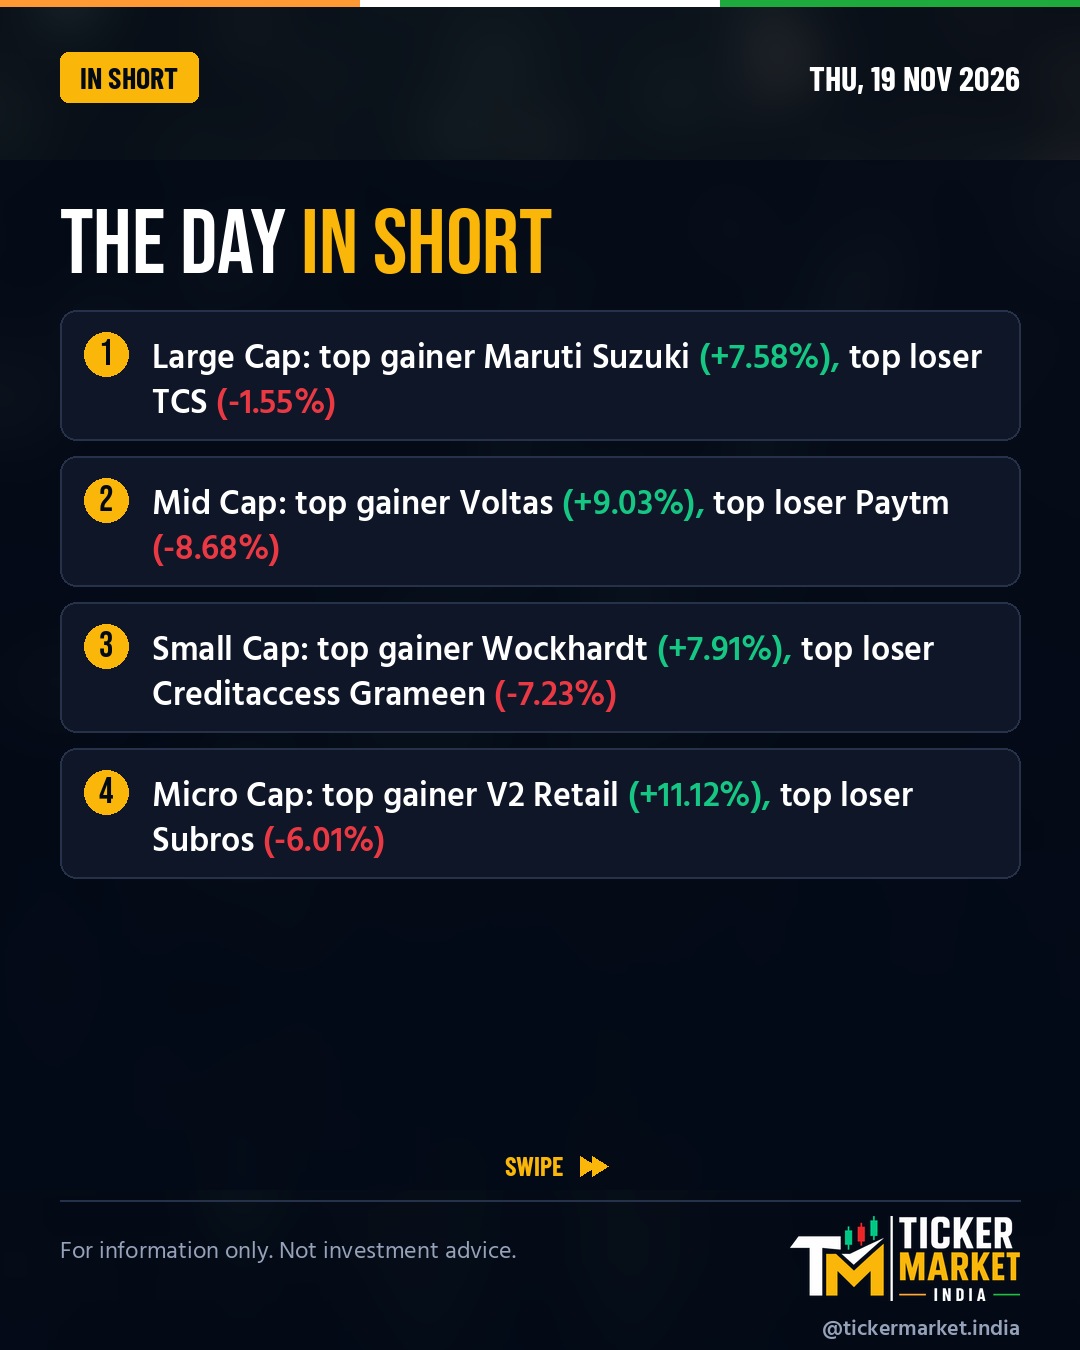 IN SHORT
THU, 19 NOV 2026
THE DAY IN SHORT
1
Large Cap: top gainer Maruti Suzuki (+7.58%), top loser
TCS (-1.55%)
2
Mid Cap: top gainer Voltas (+9.03%), top loser Paytm
(-8.68%)
3
Small Cap: top gainer Wockhardt (+7.91%), top loser
Creditaccess Grameen (-7.23%)
4
Micro Cap: top gainer V2 Retail (+11.12%), top loser
Subros (-6.01%)
SWIPE
For information only. Not investment advice.
TM
TICKER
MARKET
INDIA
@tickermarket.india